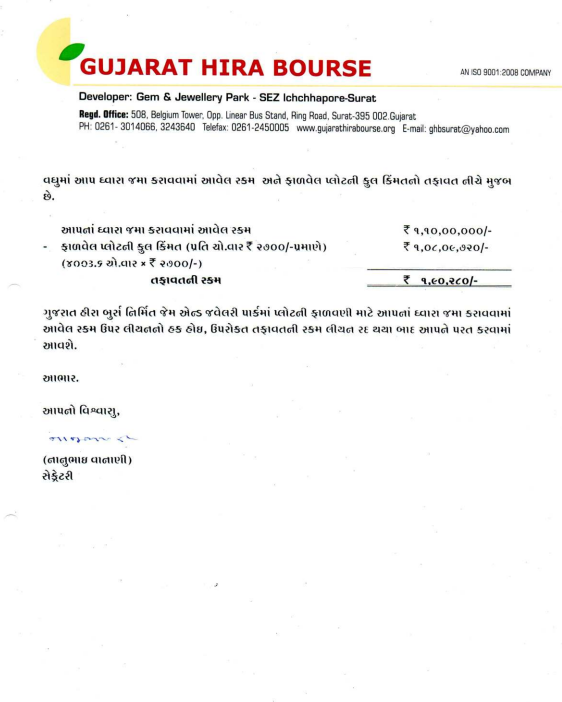 GUJARAT HIRA BOURSE
AN ISO 9001:2008 COMPANY
Developer: Gem & Jewellery Park - SEZ Ichchhapore-Surat
Regd. Office: 508, Belgium Tower, Opp. Linear Bus Stand, Ring Road, Surat-395 002.Gujarat
PH: 0261- 3014066, 3243640 Telefax: 0261-2450005 www.gujarathirabourse.org E-mail: ghbsurat@yahoo.com
વધુમાં આપ ધ્વારા જમા કરાવવામાં આવેલ રકમ અને ફાળવેલ પ્લોટની કુલ કિંમતનો તફાવત નીચે મુજબ
છે.
આપનાં ધ્વારા જમા કરાવવામાં આવેલ રકમ ₹ ૧,૧૦,૦૦,૦૦૦/-
- ફાળવેલ પ્લોટની કુલ કિંમત (પ્રતિ ચો.વાર ₹ ૨૭૦૦/-પ્રમાણે) ₹ ૧,૦૮,૦૯,૭૨૦/-
(૪૦૦૩.૬ ચો.વાર × ₹ ૨૭૦૦/-)
તફાવતની રકમ ₹ ૧,૯૦,૨૮૦/-
ગુજરાત હીરા બુર્સ નિર્મિત જેમ એન્ડ જવેલરી પાર્કમાં પ્લોટની ફાળવણી માટે આપનાં ધ્વારા જમા કરાવવામાં
આવેલ રકમ ઉપર લીયનનો હક હોઇ, ઉપરોકત તફાવતની રકમ લીયન રદ થયા બાદ આપને પરત કરવામાં
આવશે.
આભાર.
આપનો વિશ્વાસુ,
(નાનુભાઇ વાનાણી)
સેક્રેટરી